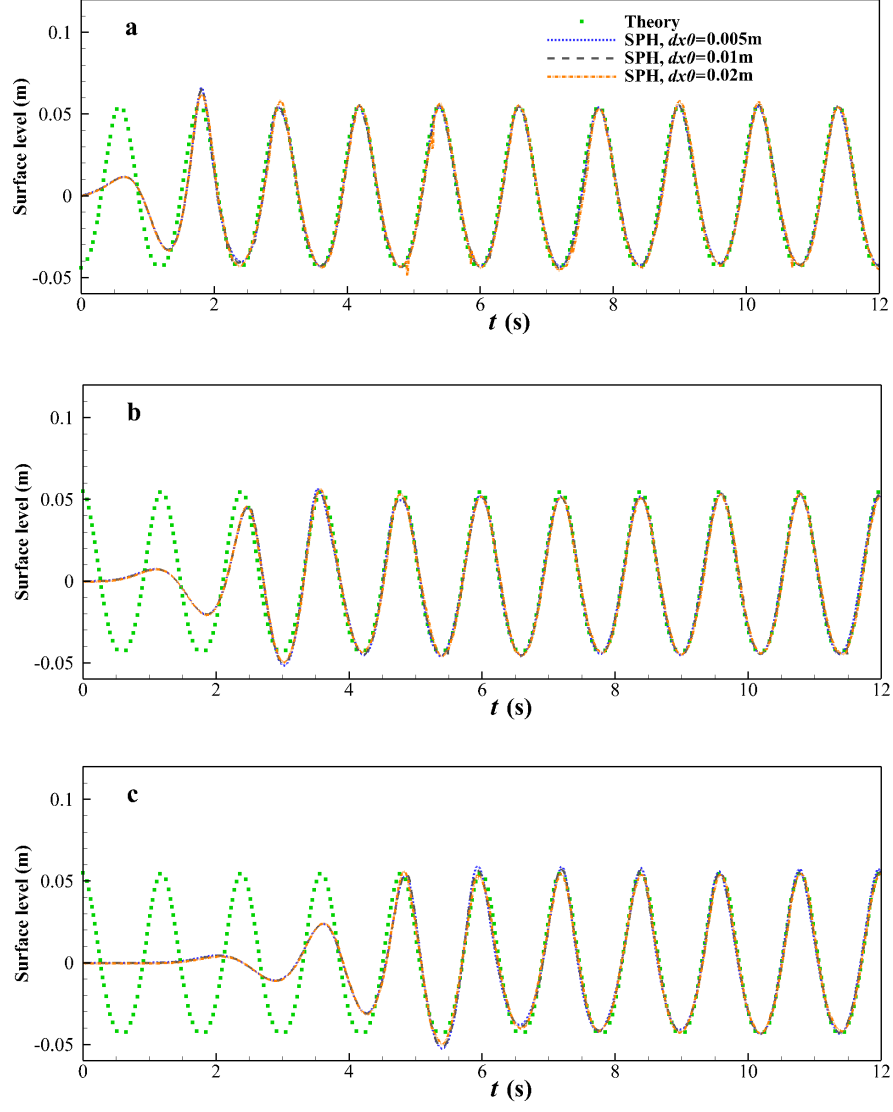 a
Theory
SPH, dx0=0.005m
SPH, dx0=0.01m
SPH, dx0=0.02m
Surface level (m)
0.1
0.05
0
-0.05
0 2 4 6 8 10 12
t (s)
b
Surface level (m)
0.1
0.05
0
-0.05
0 2 4 6 8 10 12
t (s)
c
Surface level (m)
0.1
0.05
0
-0.05
0 2 4 6 8 10 12
t (s)